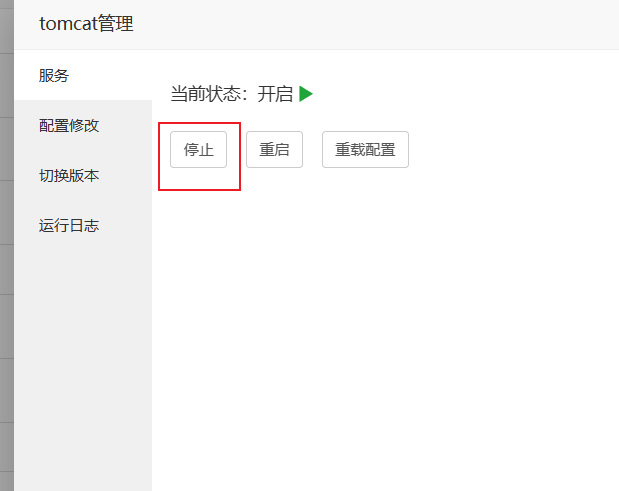 tomcat管理
服务
配置修改
切换版本
运行日志
当前状态：开启
停止 重启 重载配置